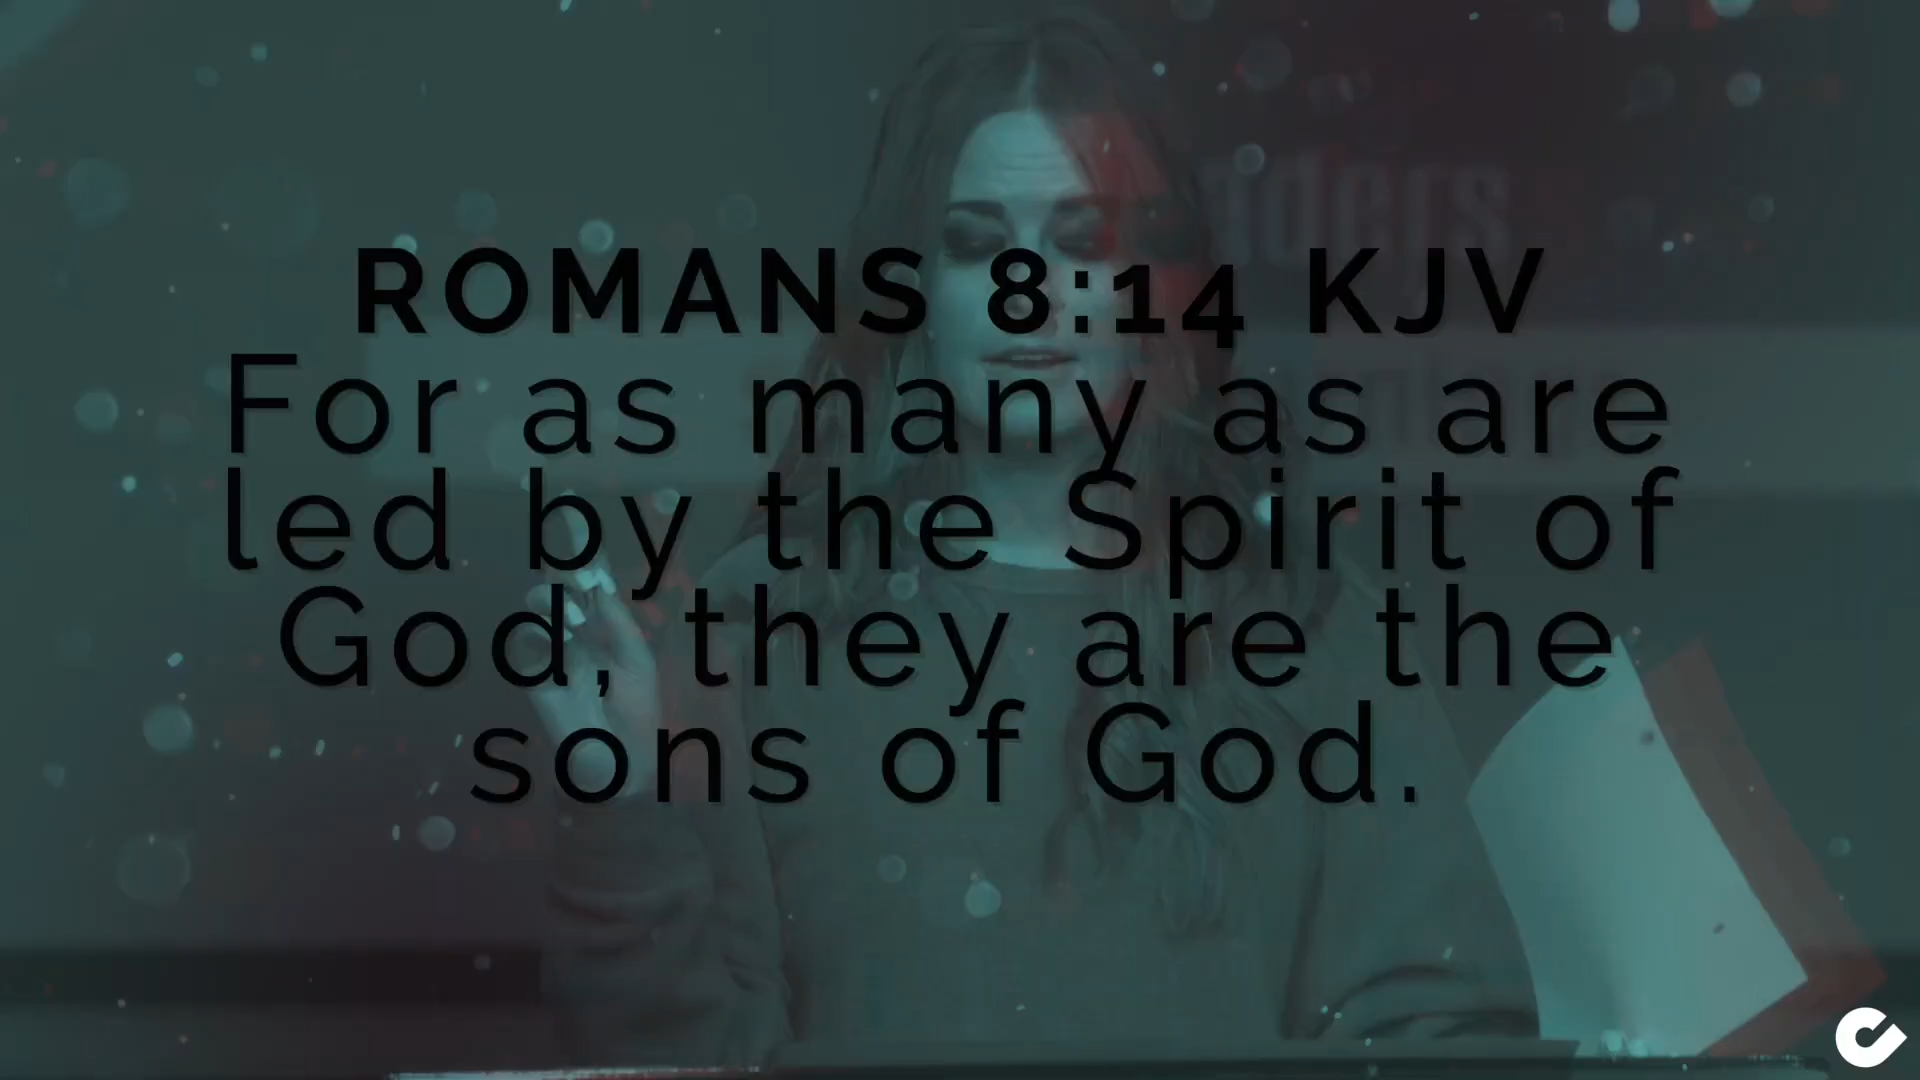 ROMANS 8:14 KJV
For as many as are
led by the Spirit of
God, they are the
sons of God.